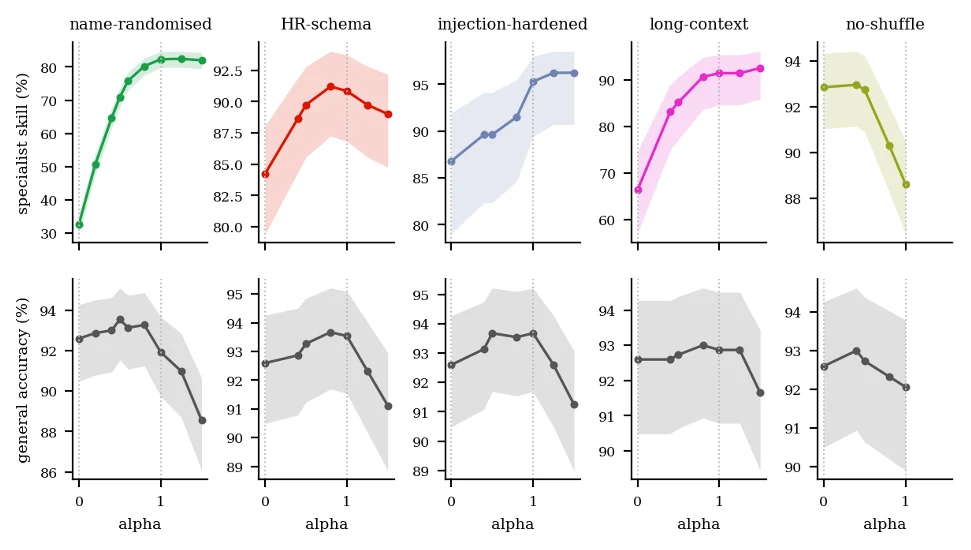 name-randomised HR-schema injection-hardened long-context no-shuffle
specialist skill (%)
80 70 60 50 40 30
92.5 90.0 87.5 85.0 82.5 80.0
95 90 85 80
90 80 70 60
94 92 90 88
general accuracy (%)
94 92 90 88 86
95 94 93 92 91 90 89
95 94 93 92 91 90 89
94 93 92 91 90
94 93 92 91 90
0 1 0 1 0 1 0 1 0 1
alpha alpha alpha alpha alpha